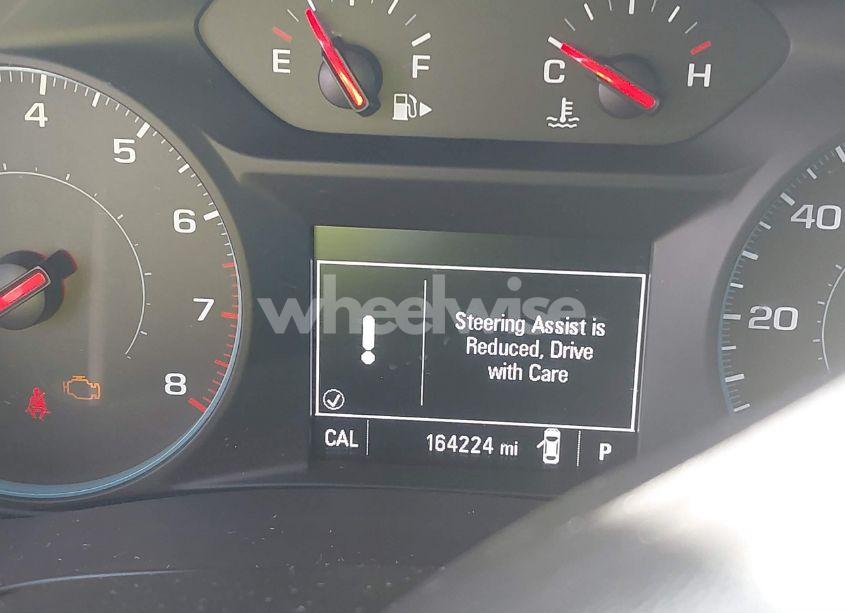 E
F
C
H
4
5
6
7
8
40
20
wheelwise
Steering Assist is
Reduced, Drive
with Care
CAL
164224 mi
P